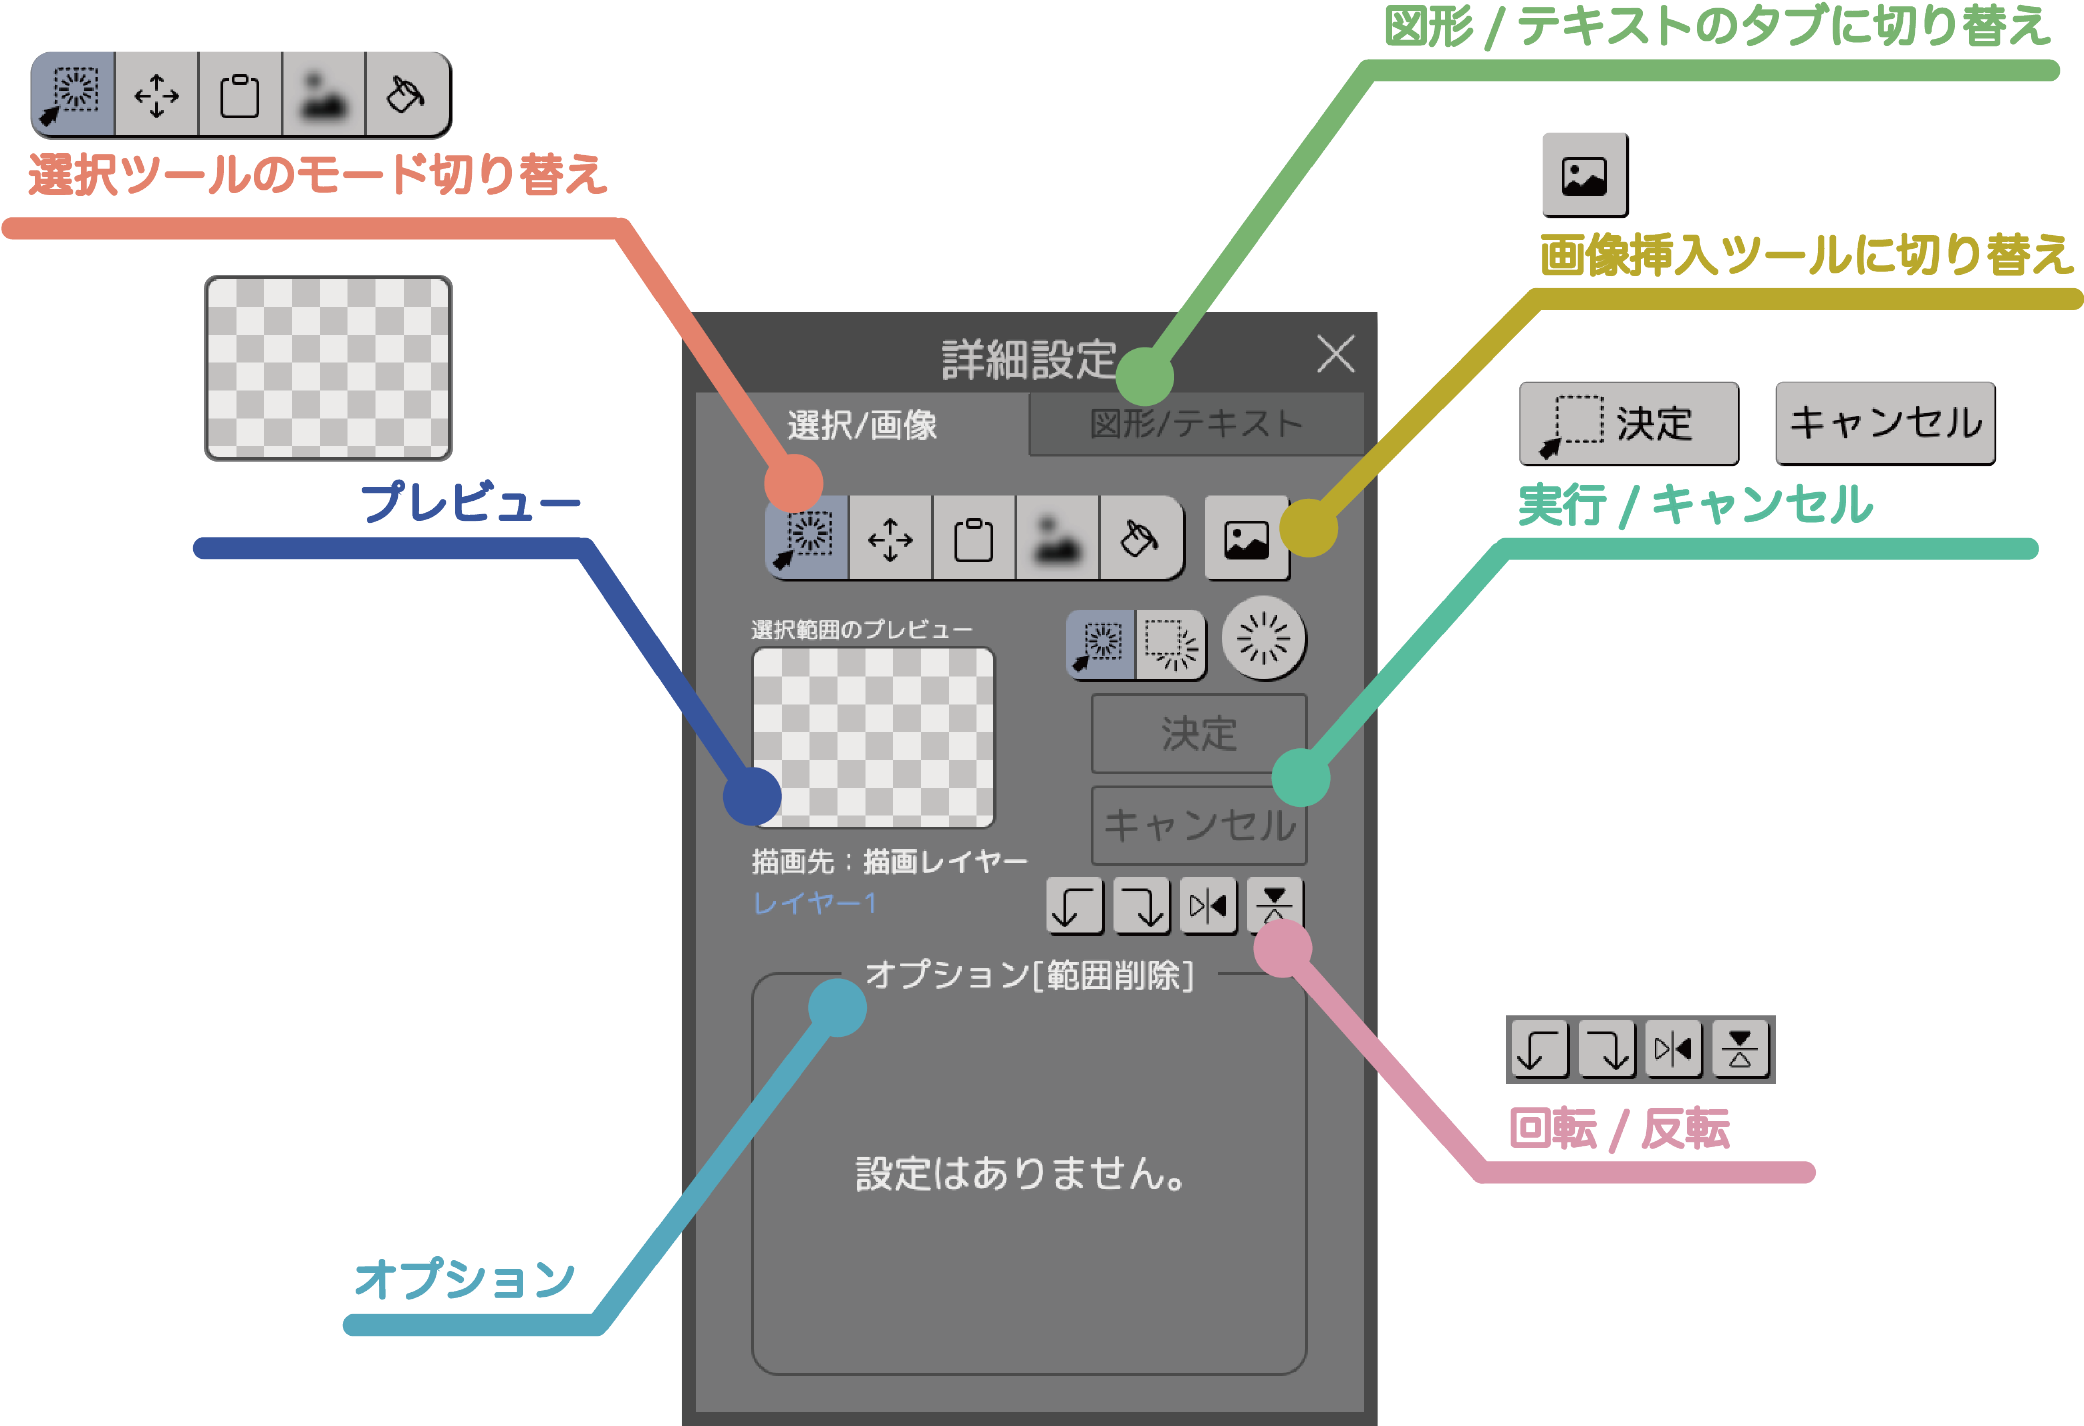 図形 / テキストのタブに切り替え
選択ツールのモード切り替え
画像挿入ツールに切り替え
プレビュー
決定
キャンセル
実行 / キャンセル
詳細設定
選択/画像
図形/テキスト
選択範囲のプレビュー
決定
キャンセル
描画先：描画レイヤー
レイヤー1
オプション[範囲削除]
設定はありません。
回転 / 反転
オプション